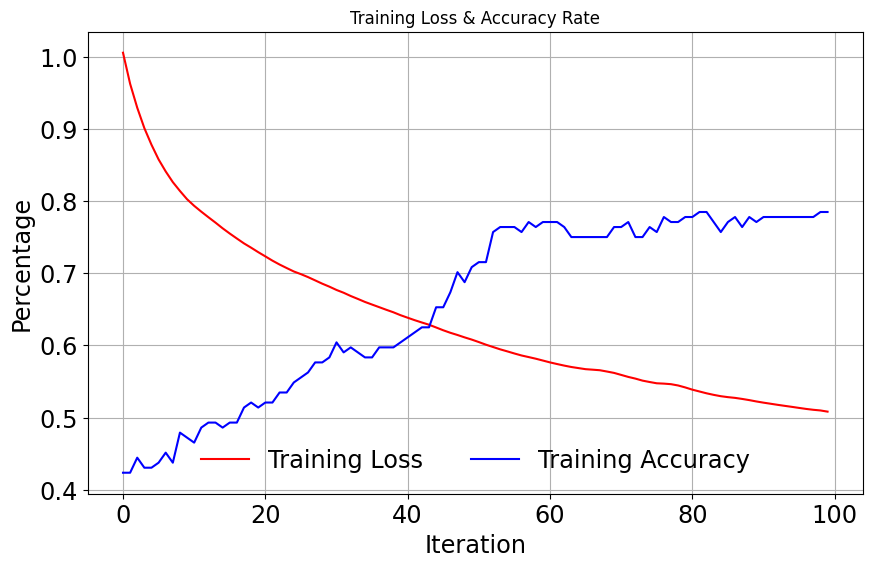 Training Loss & Accuracy Rate
1.0
0.9
0.8
0.7
0.6
0.5
0.4
Percentage
Training Loss Training Accuracy
0 20 40 60 80 100
Iteration